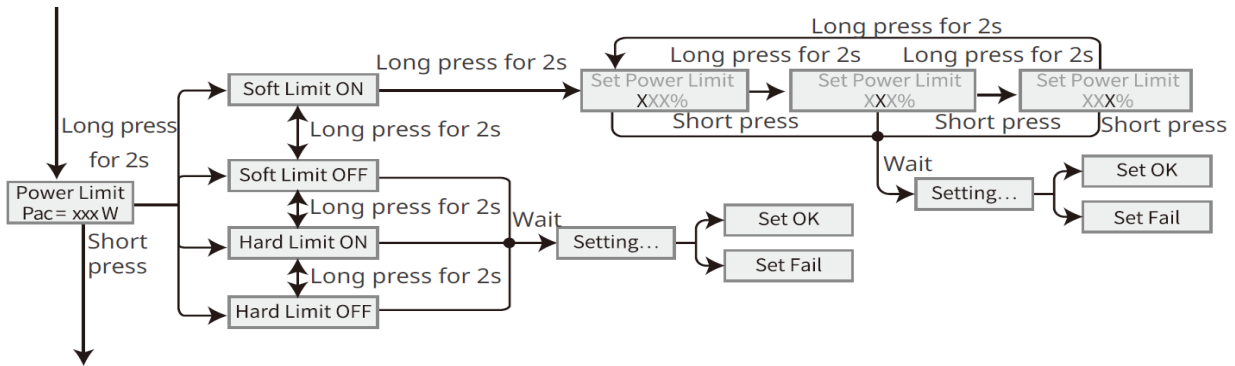 Long press for 2s
Long press for 2s
Long press for 2s
Long press for 2s
Set Power Limit
XXX%
Set Power Limit
XXX%
Set Power Limit
XXX%
Soft Limit ON
Short press
Short press
Short press
Long press
for 2s
Long press for 2s
Wait
Soft Limit OFF
Set OK
Power Limit
Pac= xxx W
Setting...
Long press for 2s
Wait
Set OK
Set Fail
Short
press
Hard Limit ON
Setting...
Set Fail
Long press for 2s
Hard Limit OFF